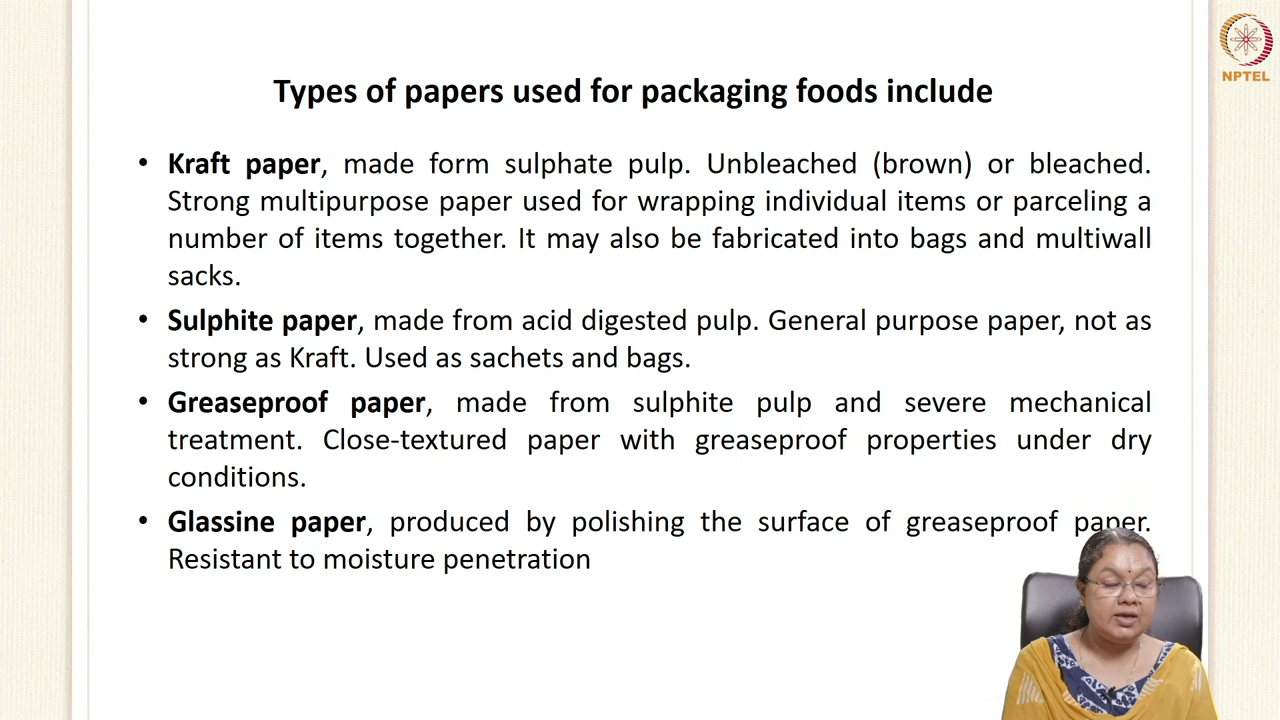 NPTEL
Types of papers used for packaging foods include
• Kraft paper, made form sulphate pulp. Unbleached (brown) or bleached.
Strong multipurpose paper used for wrapping individual items or parceling a
number of items together. It may also be fabricated into bags and multiwall
sacks.
• Sulphite paper, made from acid digested pulp. General purpose paper, not as
strong as Kraft. Used as sachets and bags.
• Greaseproof paper, made from sulphite pulp and severe mechanical
treatment. Close-textured paper with greaseproof properties under dry
conditions.
• Glassine paper, produced by polishing the surface of greaseproof paper.
Resistant to moisture penetration